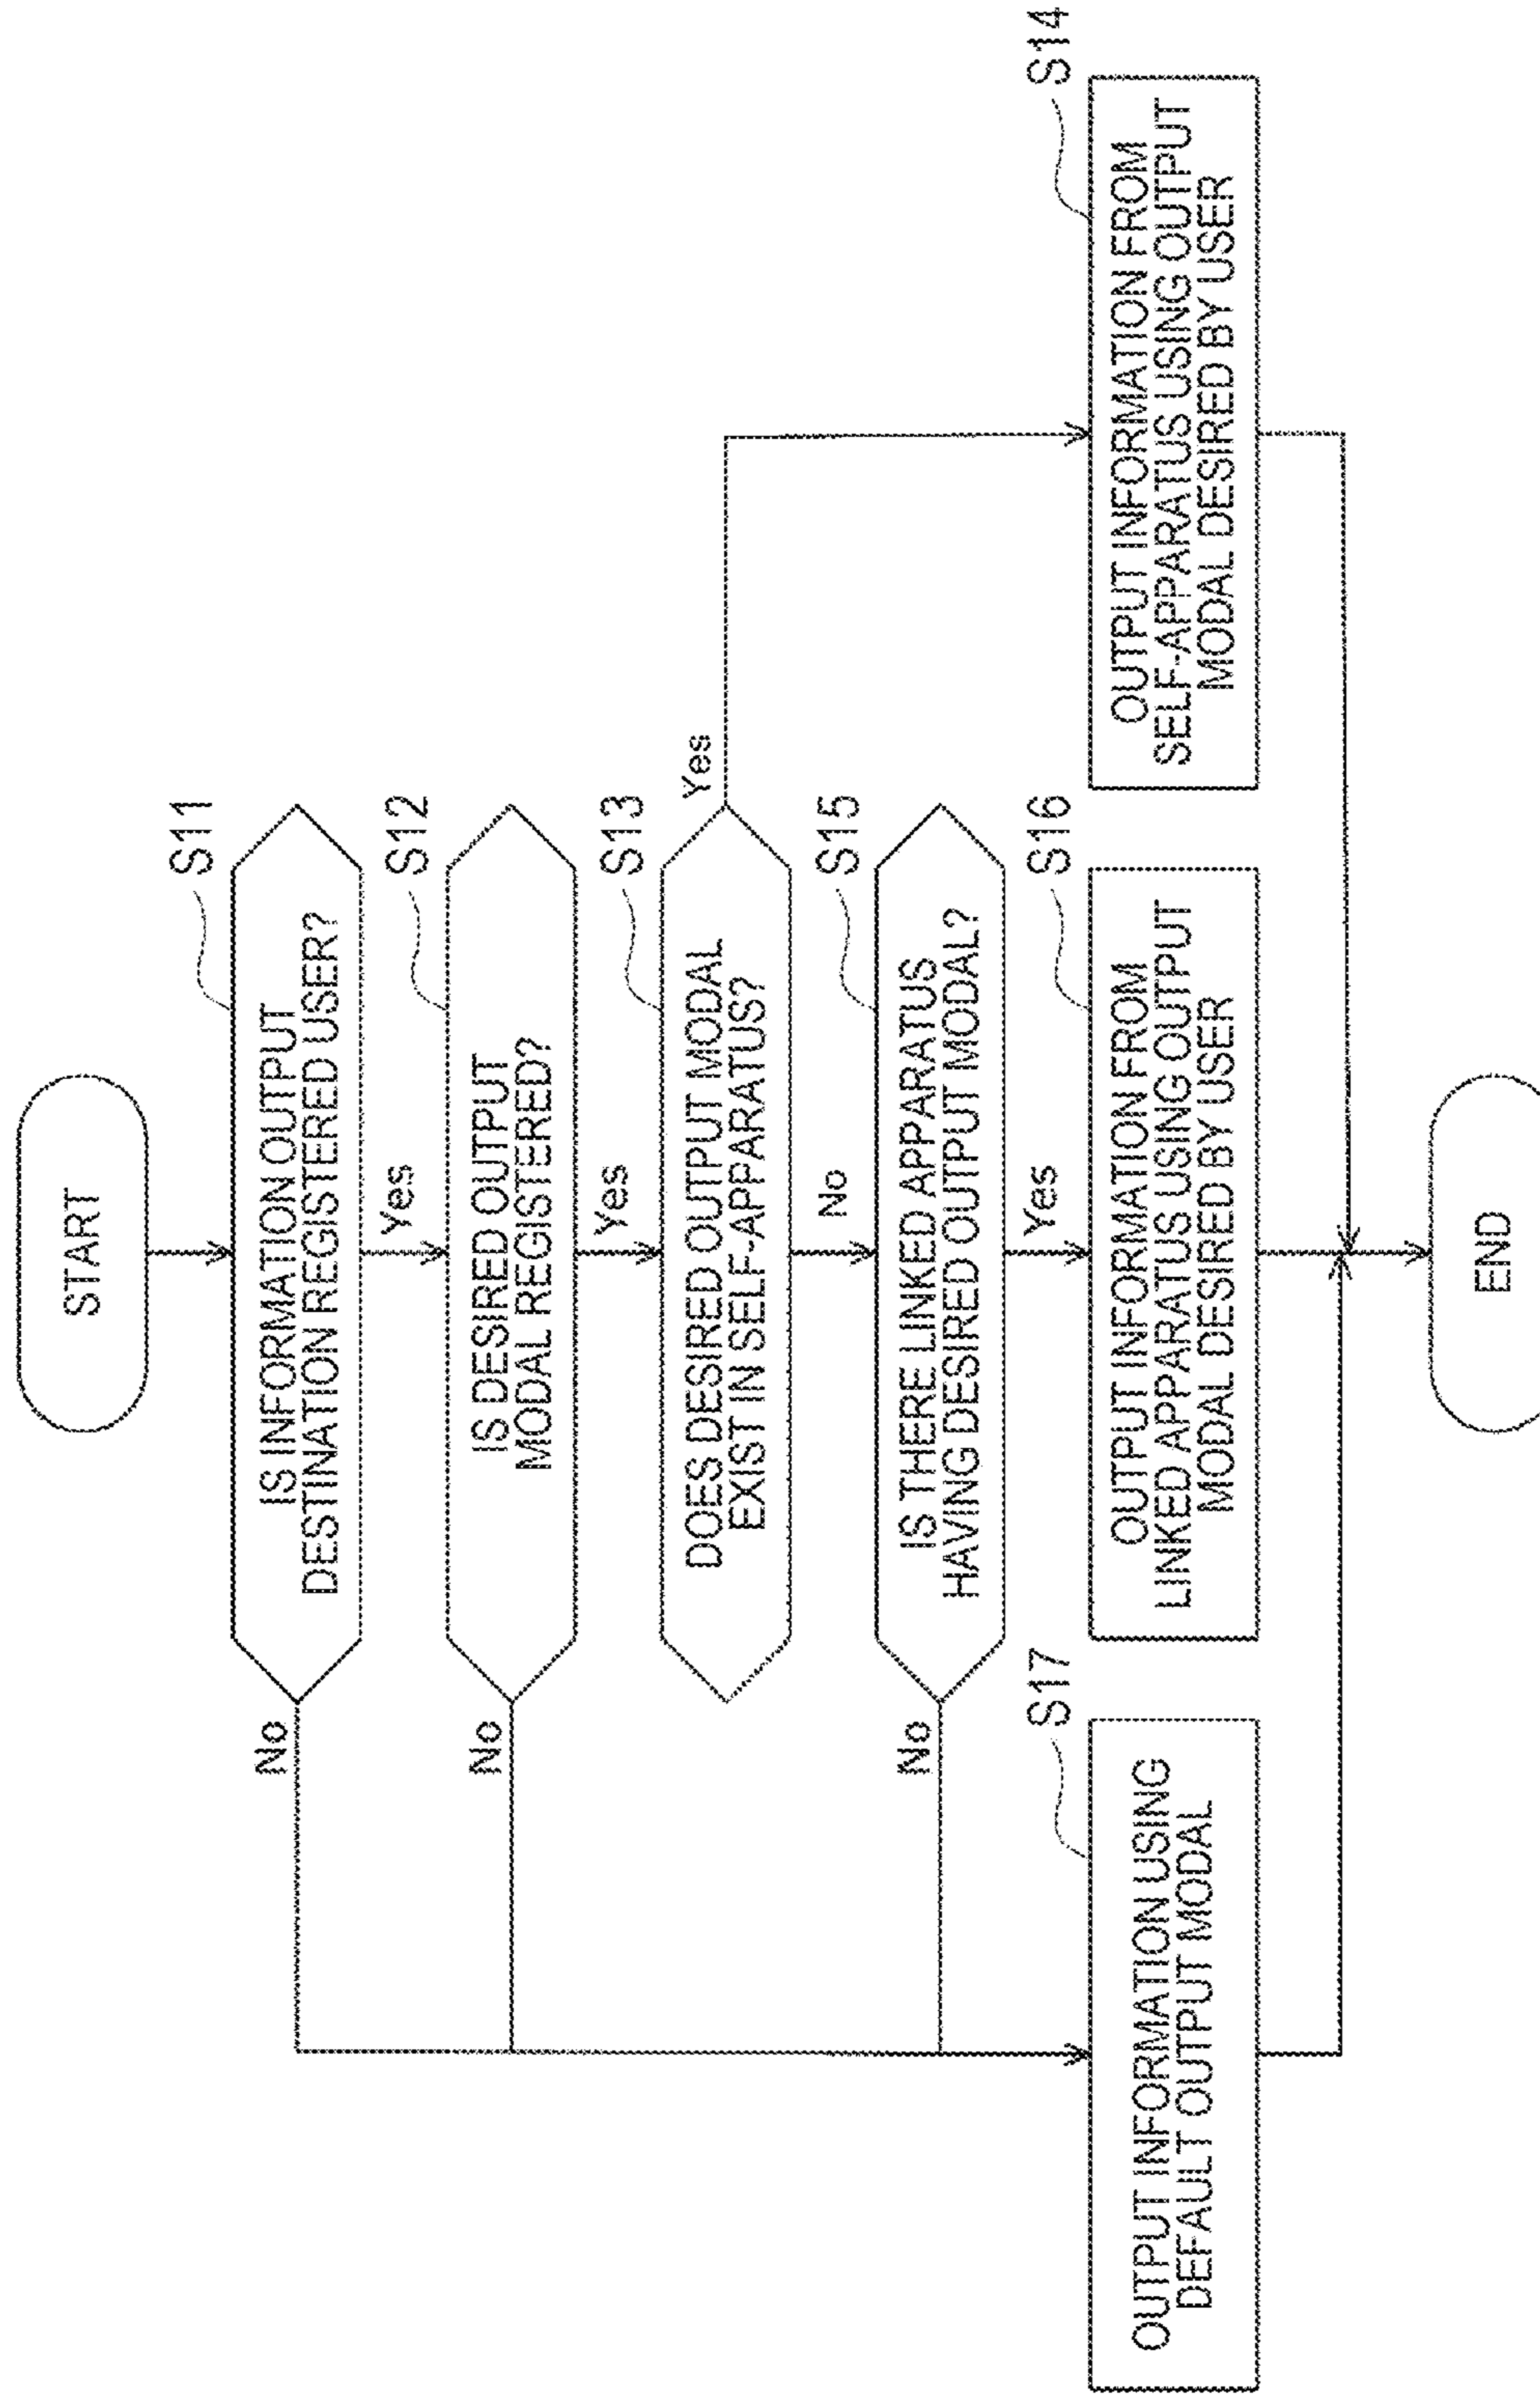 START
S11
IS INFORMATION OUTPUT
DESTINATION REGISTERED USER?
No
Yes
S12
IS DESIRED OUTPUT
MODAL REGISTERED?
No
Yes
S13
DOES DESIRED OUTPUT MODAL
EXIST IN SELF-APPARATUS?
Yes
No
S15
IS THERE LINKED APPARATUS
HAVING DESIRED OUTPUT MODAL?
No
Yes
S17
OUTPUT INFORMATION USING
DEFAULT OUTPUT MODAL
S16
OUTPUT INFORMATION FROM
LINKED APPARATUS USING OUTPUT
MODAL DESIRED BY USER
S14
OUTPUT INFORMATION FROM
SELF-APPARATUS USING OUTPUT
MODAL DESIRED BY USER
END